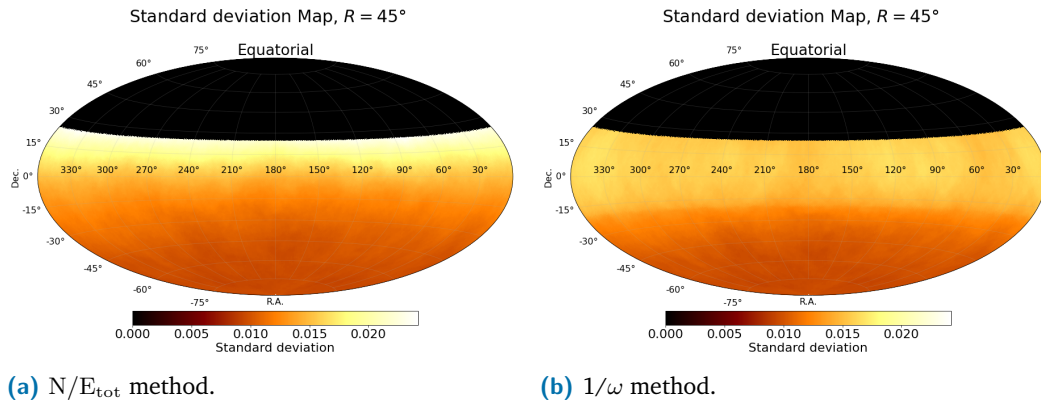 Standard deviation Map, R = 45°
Equatorial
75°
60°
45°
30°
15°
0°
-15°
-30°
-45°
-60°
-75°
Dec.
330° 300° 270° 240° 210° 180° 150° 120° 90° 60° 30°
R.A.
0.000 0.005 0.010 0.015 0.020
Standard deviation
(a) N/E_tot method.
Standard deviation Map, R = 45°
Equatorial
75°
60°
45°
30°
15°
0°
-15°
-30°
-45°
-60°
-75°
Dec.
330° 300° 270° 240° 210° 180° 150° 120° 90° 60° 30°
R.A.
0.000 0.005 0.010 0.015 0.020
Standard deviation
(b) 1/ω method.